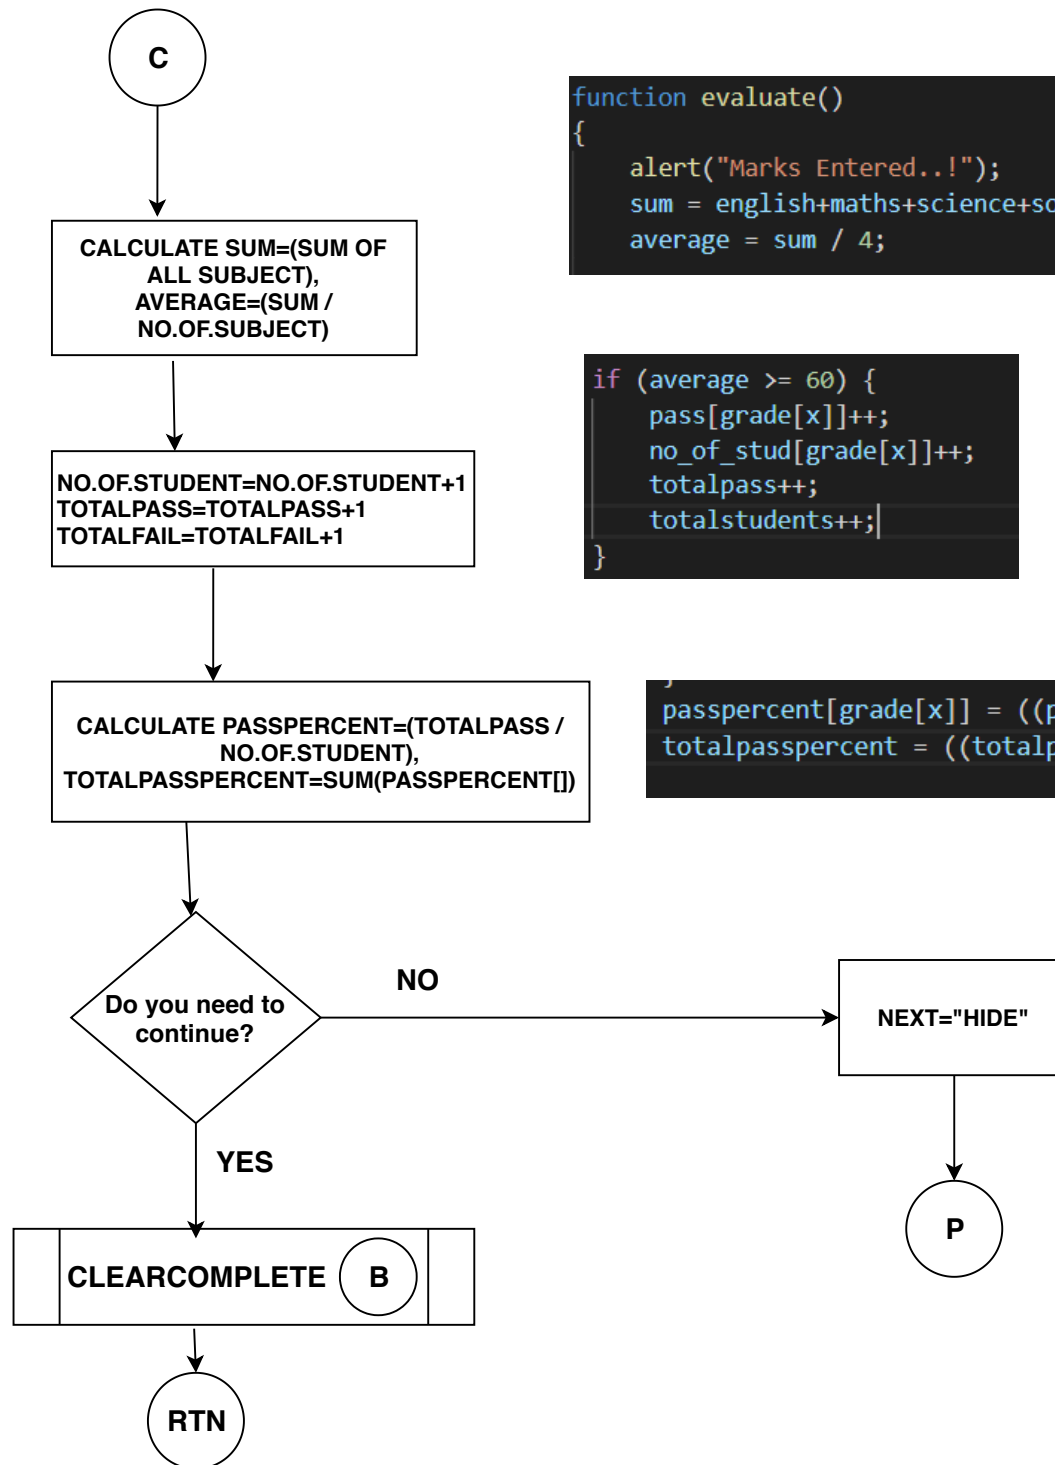 C
function evaluate()
{
alert("Marks Entered..!");
sum = english+maths+science+so
average = sum / 4;
CALCULATE SUM=(SUM OF
ALL SUBJECT),
AVERAGE=(SUM /
NO.OF.SUBJECT)
if (average >= 60) {
pass[grade[x]]++;
no_of_stud[grade[x]]++;
totalpass++;
totalstudents++;
}
NO.OF.STUDENT=NO.OF.STUDENT+1
TOTALPASS=TOTALPASS+1
TOTALFAIL=TOTALFAIL+1
CALCULATE PASSPERCENT=(TOTALPASS /
NO.OF.STUDENT),
TOTALPASSPERCENT=SUM(PASSPERCENT[])
passpercent[grade[x]] = ((p
totalpasspercent = ((totalp
Do you need to
continue?
NO
NEXT="HIDE"
YES
P
CLEARCOMPLETE B
RTN